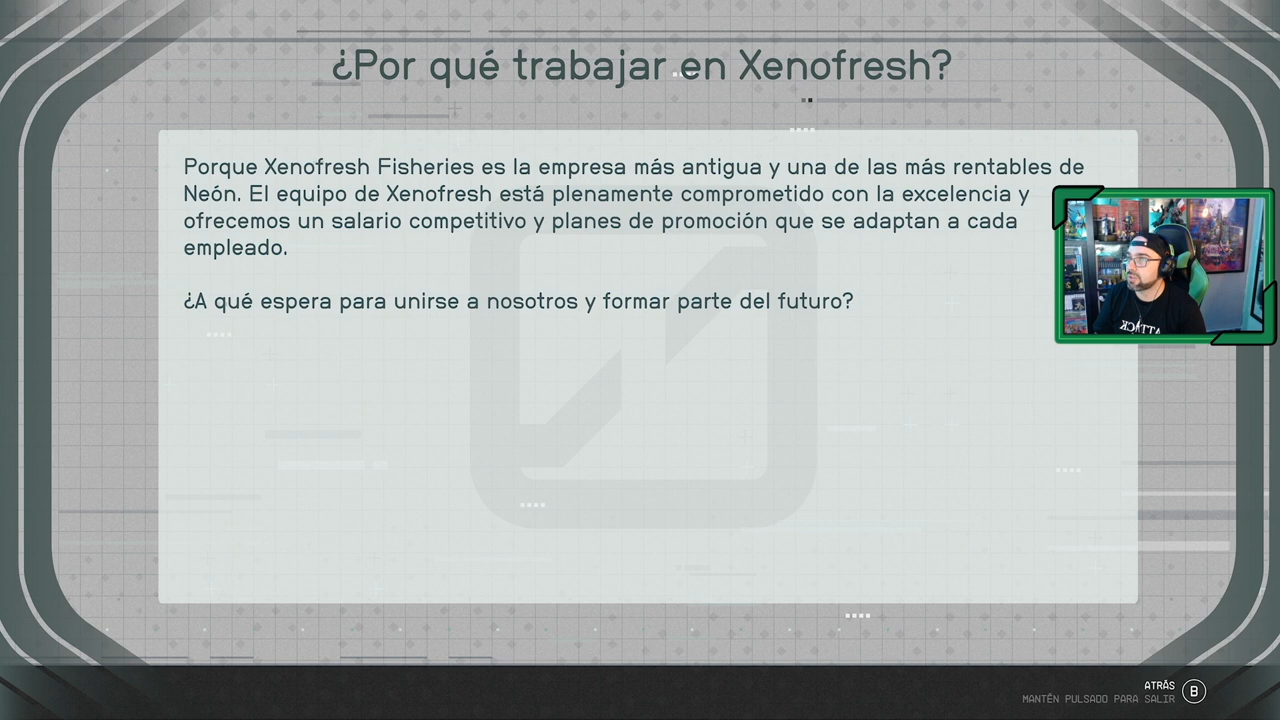 ¿Por qué trabajar en Xenofresh?
Porque Xenofresh Fisheries es la empresa más antigua y una de las más rentables de
Neón. El equipo de Xenofresh está plenamente comprometido con la excelencia y
ofrecemos un salario competitivo y planes de promoción que se adaptan a cada
empleado.
¿A qué espera para unirse a nosotros y formar parte del futuro?
ATRÁS
B
MANTÉN PULSADO PARA SALIR